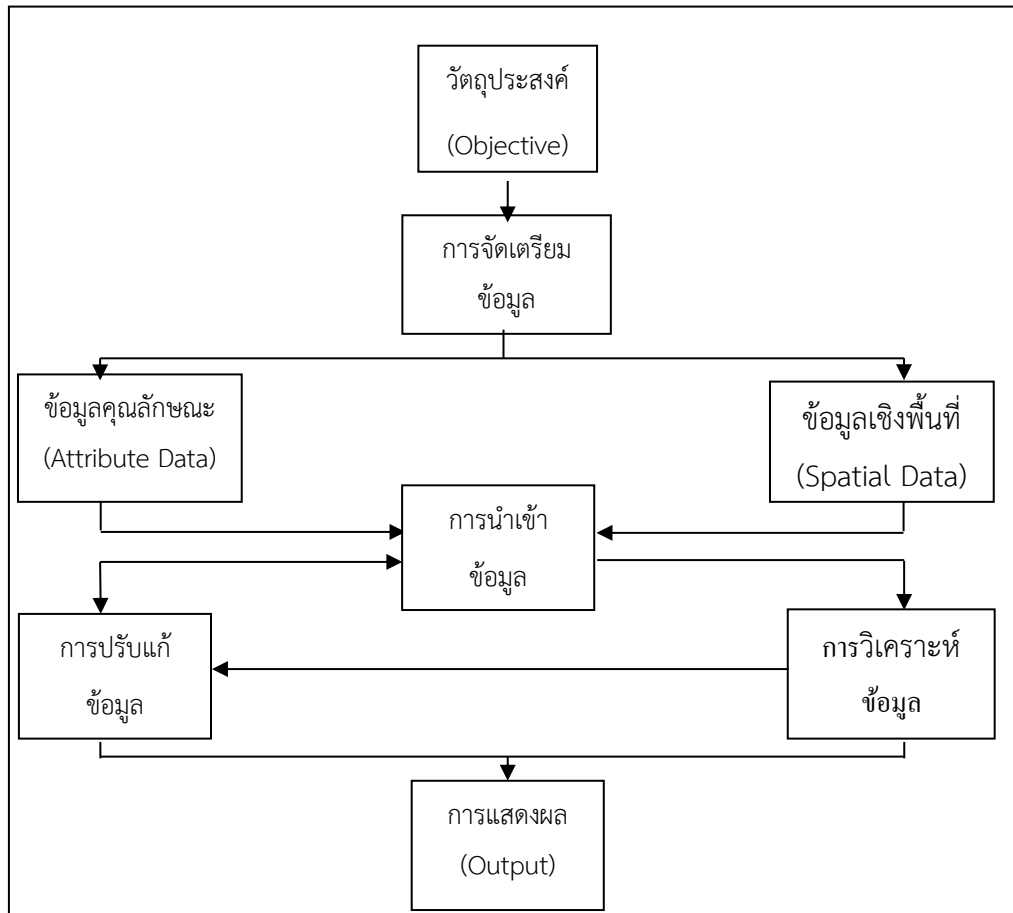 วัตถุประสงค์
(Objective)
การจัดเตรียม
ข้อมูล
ข้อมูลคุณลักษณะ
(Attribute Data)
ข้อมูลเชิงพื้นที่
(Spatial Data)
การนำเข้า
ข้อมูล
การปรับแก้
ข้อมูล
การวิเคราะห์
ข้อมูล
การแสดงผล
(Output)